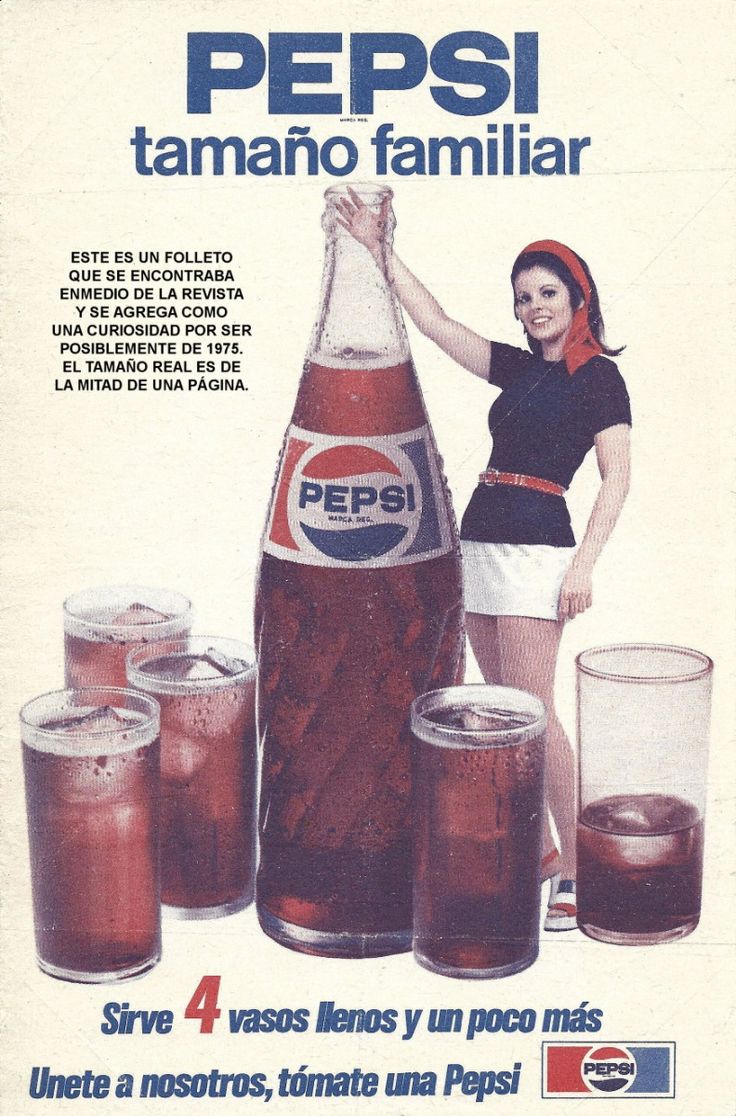 PEPSI
MARCA REG.
tamaño familiar
ESTE ES UN FOLLETO
QUE SE ENCONTRABA
ENMEDIO DE LA REVISTA
Y SE AGREGA COMO
UNA CURIOSIDAD POR SER
POSIBLEMENTE DE 1975.
EL TAMAÑO REAL ES DE
LA MITAD DE UNA PÁGINA.
PEPSI
MARCA REG.
Sirve 4 vasos llenos y un poco más
Unete a nosotros, tómate una Pepsi
PEPSI